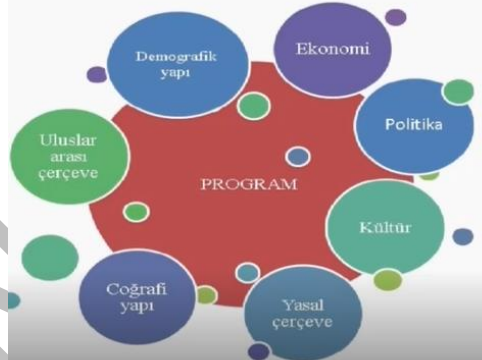 Demografik
yapı
Ekonomi
Politika
Uluslar
arası
çerçeve
PROGRAM
Kültür
Coğrafi
yapı
Yasal
çerçeve